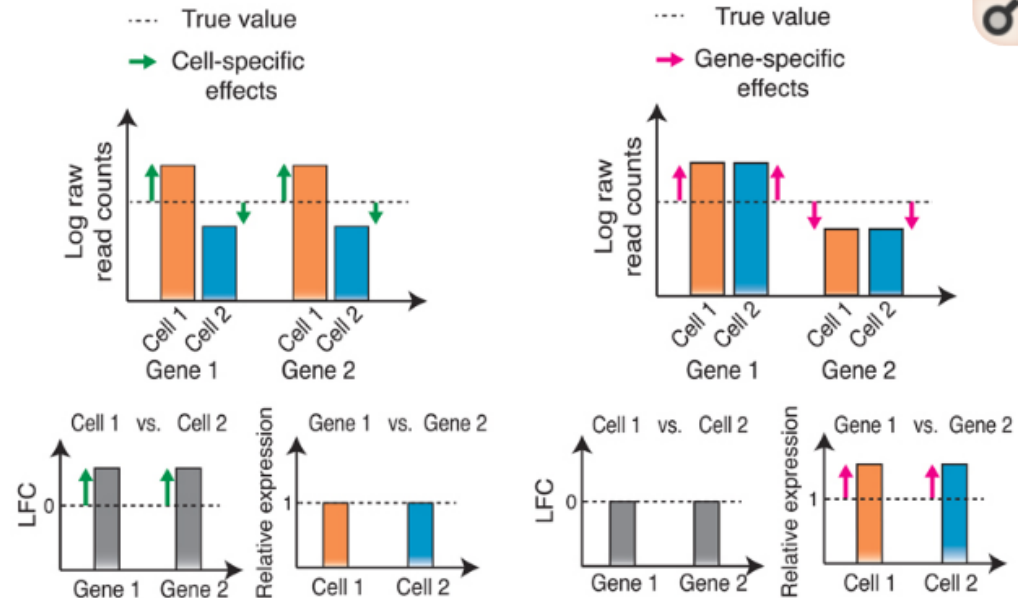 True value
Cell-specific
effects
Log raw
read counts
Cell 1
Cell 2
Cell 1
Cell 2
Gene 1
Gene 2
Cell 1 vs. Cell 2
LFC
0
Gene 1
Gene 2
Gene 1 vs. Gene 2
Relative expression
1
Cell 1
Cell 2
True value
Gene-specific
effects
Log raw
read counts
Cell 1
Cell 2
Cell 1
Cell 2
Gene 1
Gene 2
Cell 1 vs. Cell 2
LFC
0
Gene 1
Gene 2
Gene 1 vs. Gene 2
Relative expression
1
Cell 1
Cell 2